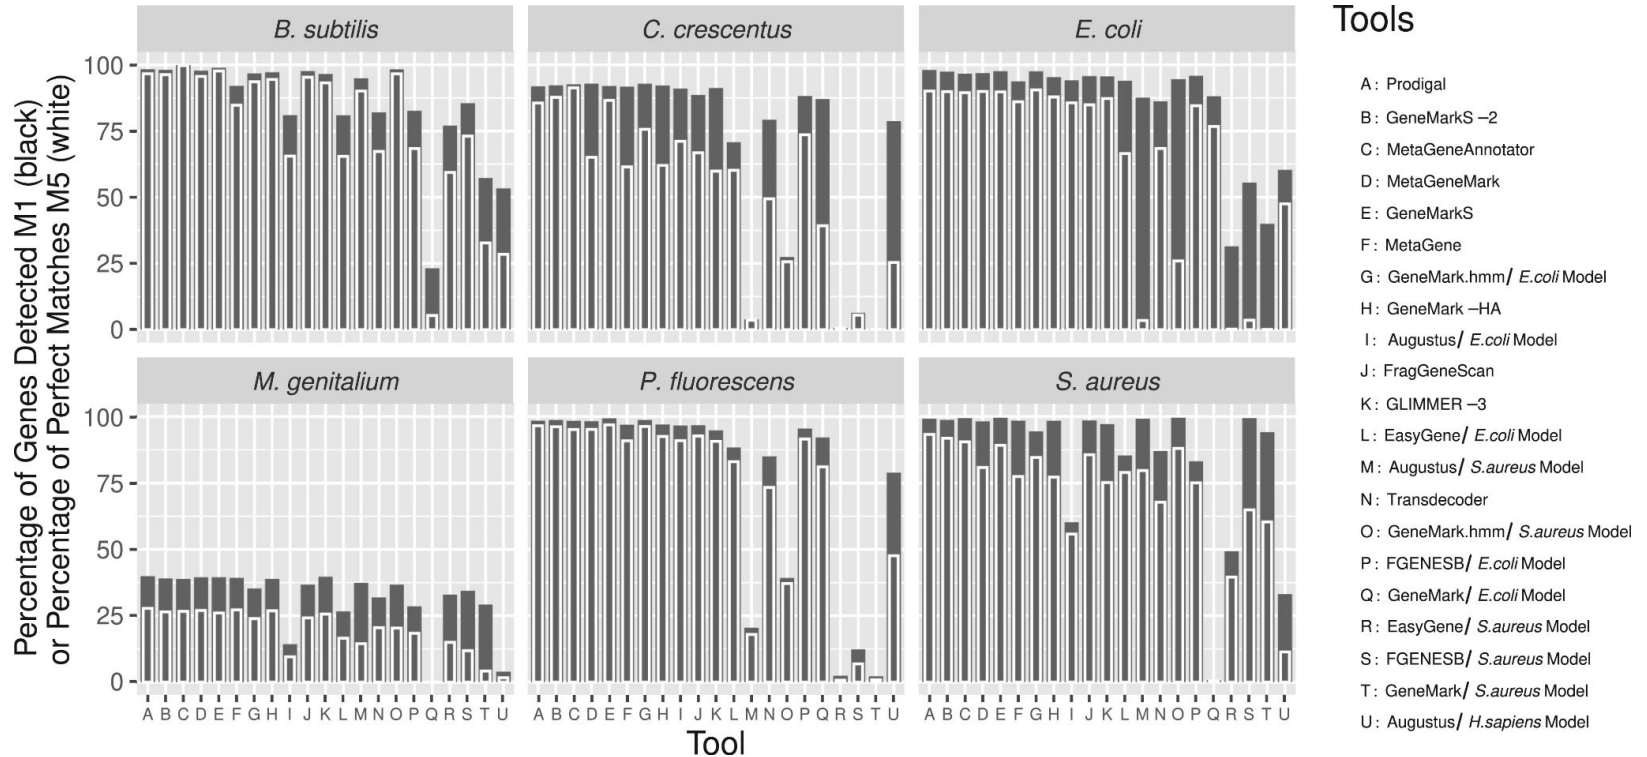 B. subtilis
C. crescentus
E. coli
Tools
Percentage of Genes Detected M1 (black)
or Percentage of Perfect Matches M5 (white)
100
75
50
25
0
M. genitalium
P. fluorescens
S. aureus
100
75
50
25
0
A B C D E F G H I J K L M N O P Q R S T U
A B C D E F G H I J K L M N O P Q R S T U
A B C D E F G H I J K L M N O P Q R S T U
Tool
A: Prodigal
B: GeneMarkS −2
C: MetaGeneAnnotator
D: MetaGeneMark
E: GeneMarkS
F: MetaGene
G: GeneMark.hmm/ E.coli Model
H: GeneMark −HA
I: Augustus/ E.coli Model
J: FragGeneScan
K: GLIMMER −3
L: EasyGene/ E.coli Model
M: Augustus/ S.aureus Model
N: Transdecoder
O: GeneMark.hmm/ S.aureus Model
P: FGENESB/ E.coli Model
Q: GeneMark/ E.coli Model
R: EasyGene/ S.aureus Model
S: FGENESB/ S.aureus Model
T: GeneMark/ S.aureus Model
U: Augustus/ H.sapiens Model